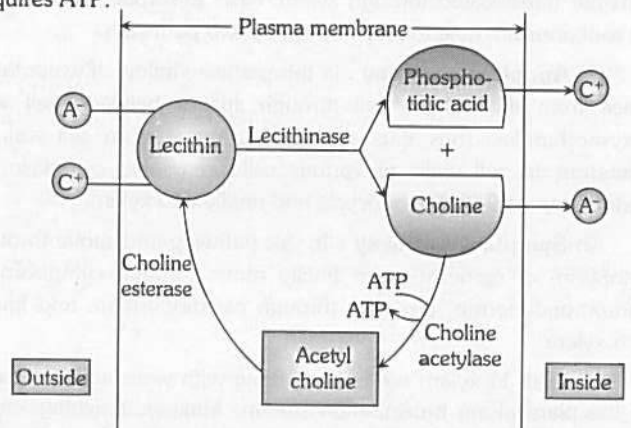 quires ATP.
Plasma membrane
Phospho-
tidic acid
C⁺
A⁻
Lecithin
Lecithinase
+
C⁺
Choline
A⁻
Choline
esterase
ATP
ATP
Choline
acetylase
Acetyl
choline
Outside
Inside